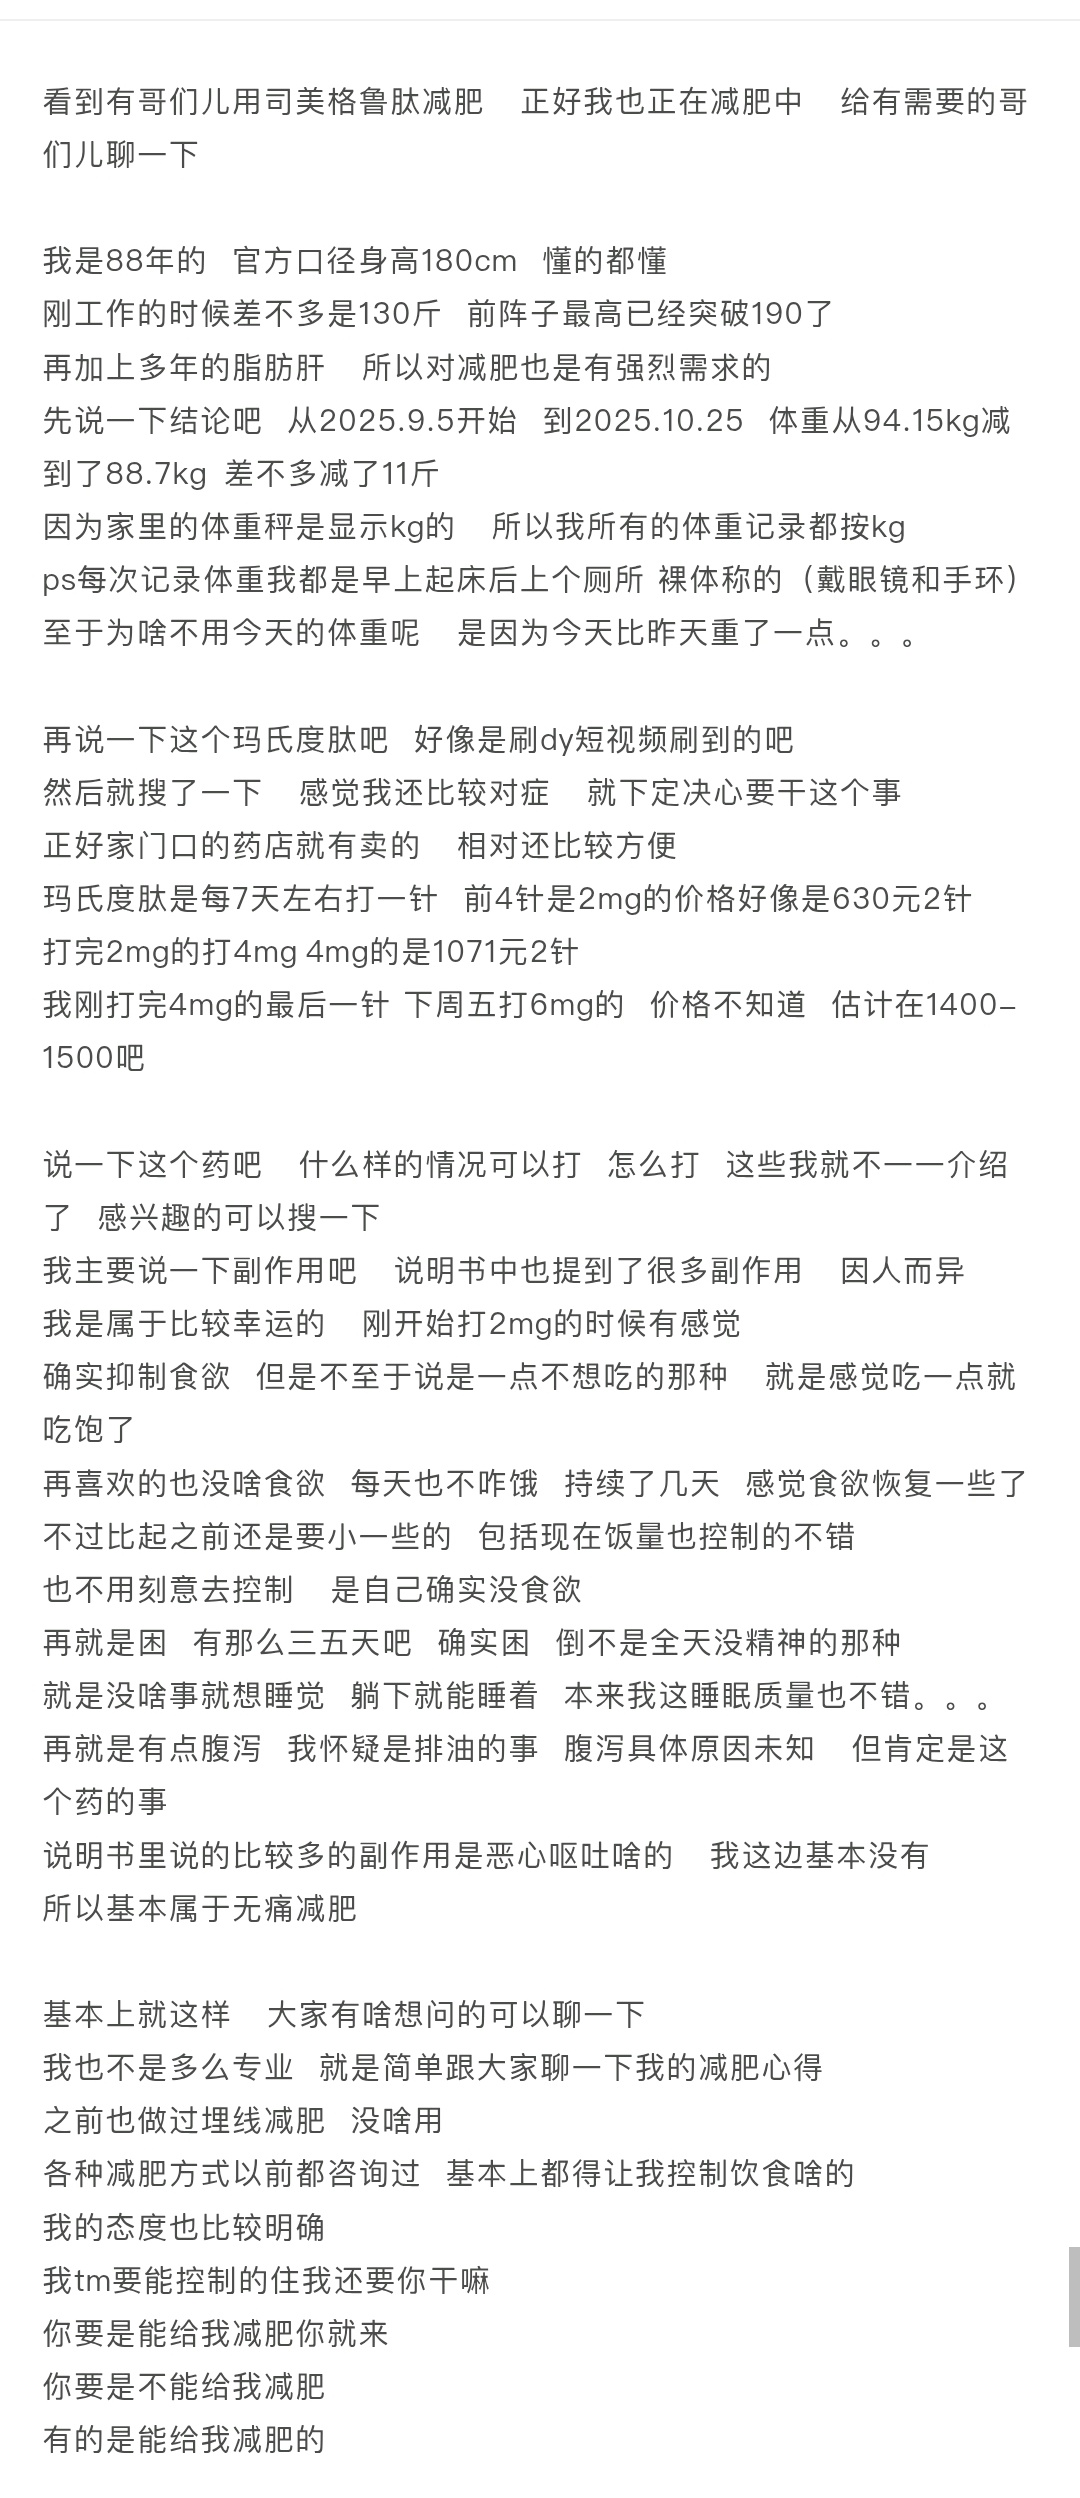 看到有哥们儿用司美格鲁肽减肥  正好我也正在减肥中  给有需要的哥
们儿聊一下
我是88年的  官方口径身高180cm  懂的都懂
刚工作的时候差不多是130斤  前阵子最高已经突破190了
再加上多年的脂肪肝  所以对减肥也是有强烈需求的
先说一下结论吧  从2025.9.5开始  到2025.10.25  体重从94.15kg减
到了88.7kg  差不多减了11斤
因为家里的体重秤是显示kg的  所以我所有的体重记录都按kg
ps每次记录体重我都是早上起床后上个厕所 裸体称的（戴眼镜和手环）
至于为啥不用今天的体重呢  是因为今天比昨天重了一点。。。
再说一下这个玛氏度肽吧  好像是刷dy短视频刷到的吧
然后就搜了一下  感觉我还比较对症  就下定决心要干这个事
正好家门口的药店就有卖的  相对还比较方便
玛氏度肽是每7天左右打一针  前4针是2mg的价格好像是630元2针
打完2mg的打4mg 4mg的是1071元2针
我刚打完4mg的最后一针 下周五打6mg的  价格不知道  估计在1400-
1500吧
说一下这个药吧  什么样的情况可以打  怎么打  这些我就不一一介绍
了  感兴趣的可以搜一下
我主要说一下副作用吧  说明书中也提到了很多副作用  因人而异
我是属于比较幸运的  刚开始打2mg的时候有感觉
确实抑制食欲  但是不至于说是一点不想吃的那种  就是感觉吃一点就
吃饱了
再喜欢的也没啥食欲  每天也不咋饿  持续了几天  感觉食欲恢复一些了
不过比起之前还是要小一些的  包括现在饭量也控制的不错
也不用刻意去控制  是自己确实没食欲
再就是困  有那么三五天吧  确实困  倒不是全天没精神的那种
就是没啥事就想睡觉  躺下就能睡着  本来我这睡眠质量也不错。。。
再就是有点腹泻  我怀疑是排油的事  腹泻具体原因未知  但肯定是这
个药的事
说明书里说的比较多的副作用是恶心呕吐啥的  我这边基本没有
所以基本属于无痛减肥
基本上就这样  大家有啥想问的可以聊一下
我也不是多么专业  就是简单跟大家聊一下我的减肥心得
之前也做过埋线减肥  没啥用
各种减肥方式以前都咨询过  基本上都得让我控制饮食啥的
我的态度也比较明确
我tm要能控制的住我还要你干嘛
你要是能给我减肥你就来
你要是不能给我减肥
有的是能给我减肥的